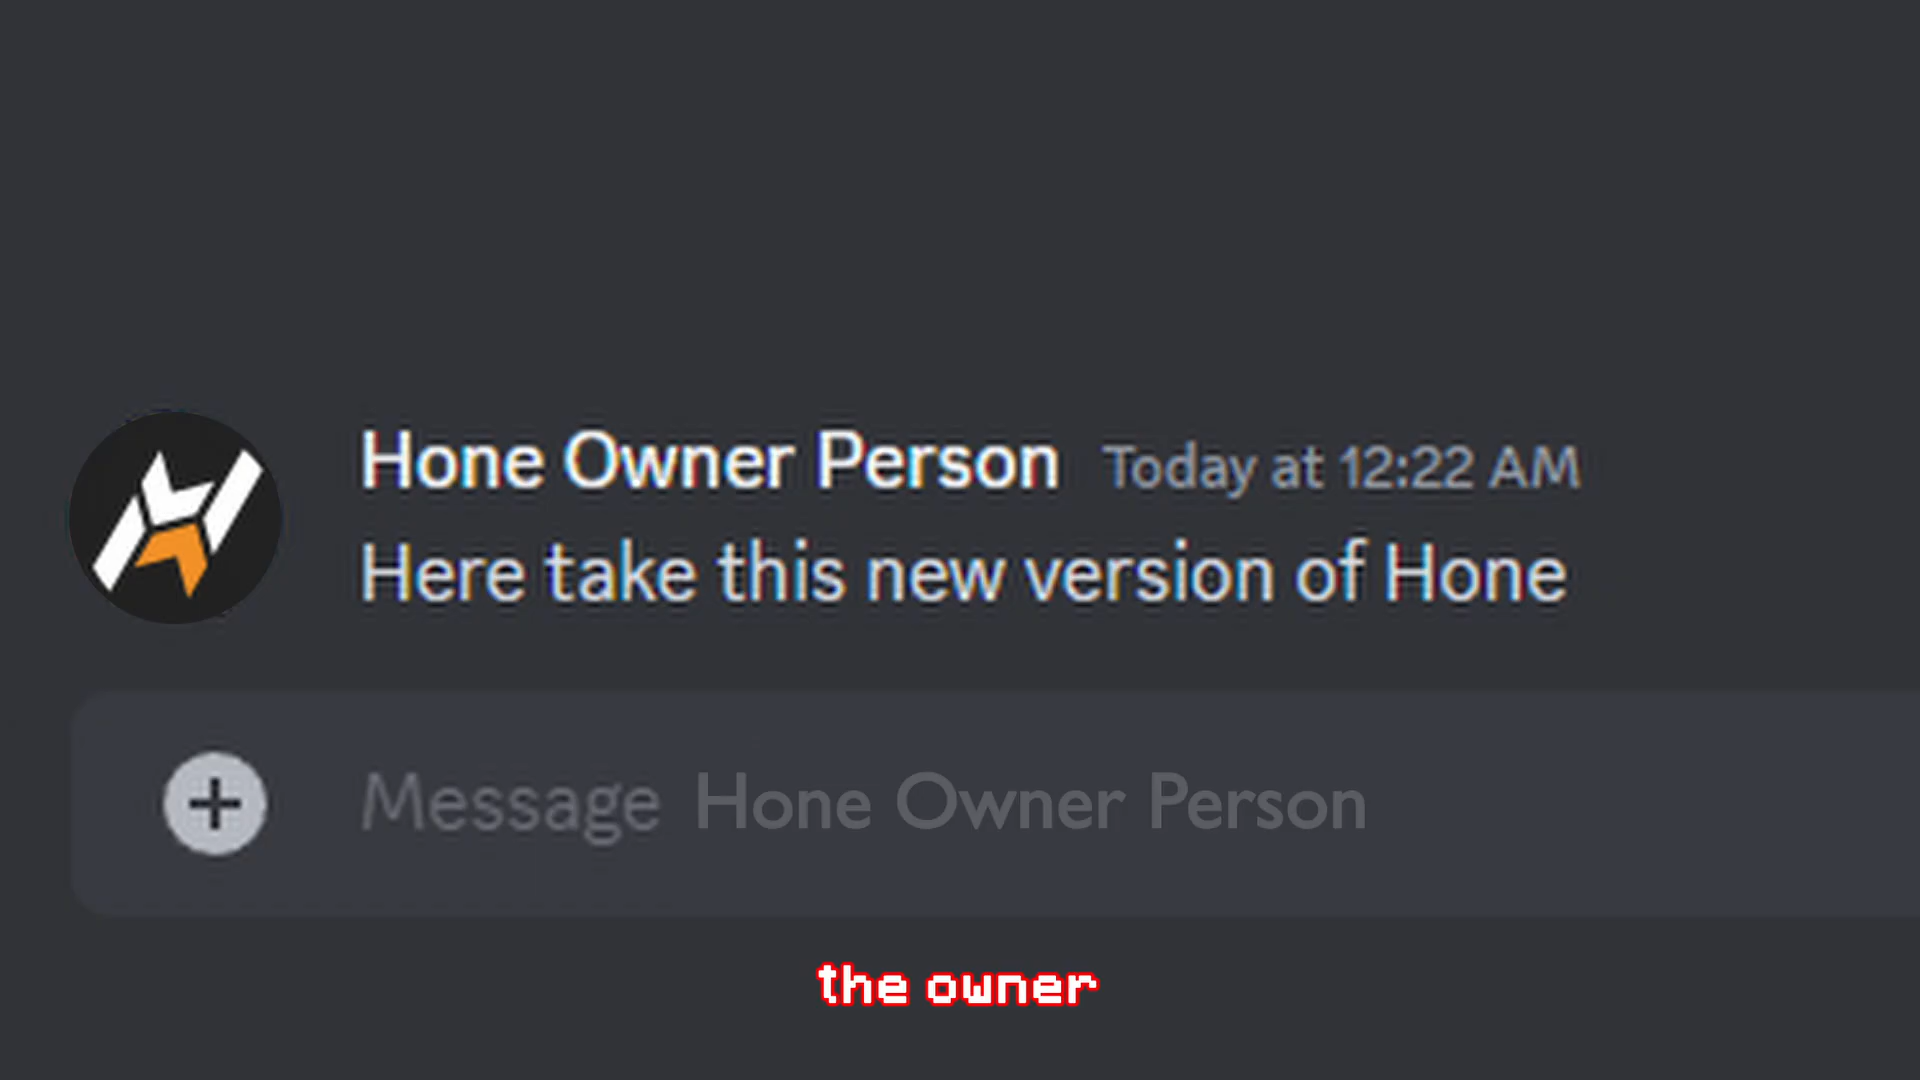 Hone Owner Person Today at 12:22 AM
Here take this new version of Hone
Message Hone Owner Person
the owner